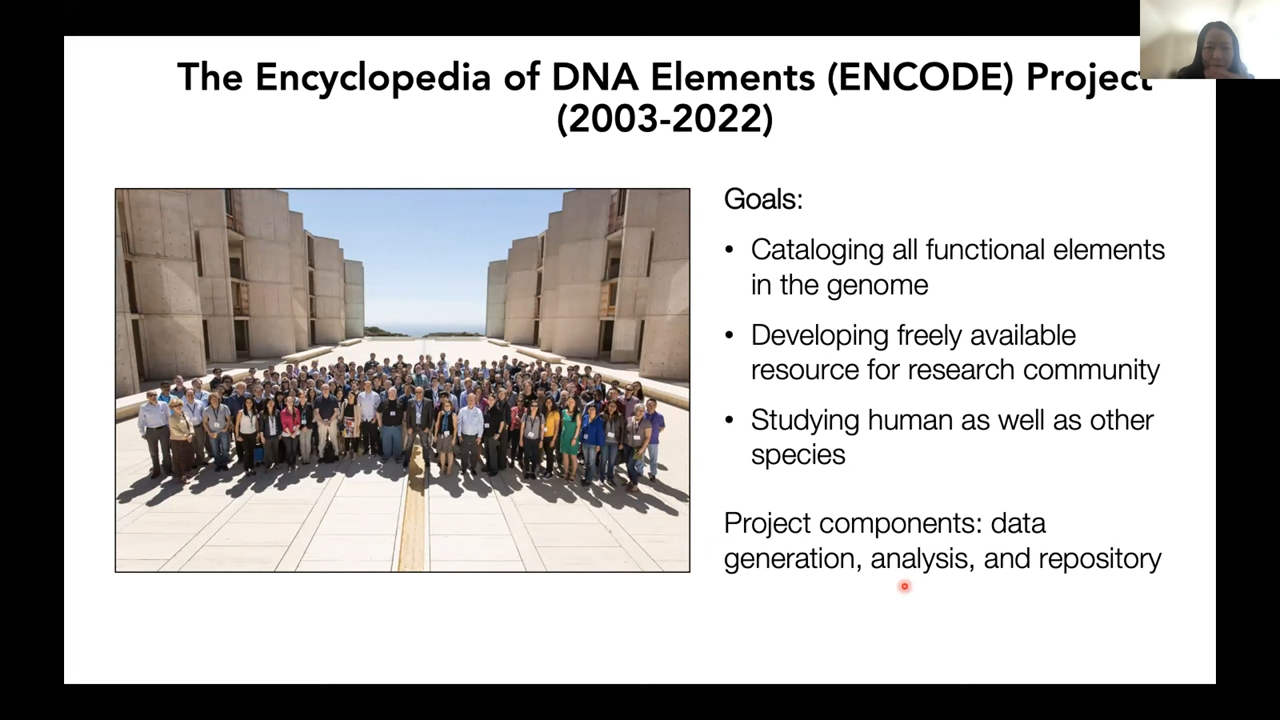 The Encyclopedia of DNA Elements (ENCODE) Project
(2003-2022)
Goals:
• Cataloging all functional elements
in the genome
• Developing freely available
resource for research community
• Studying human as well as other
species
Project components: data
generation, analysis, and repository